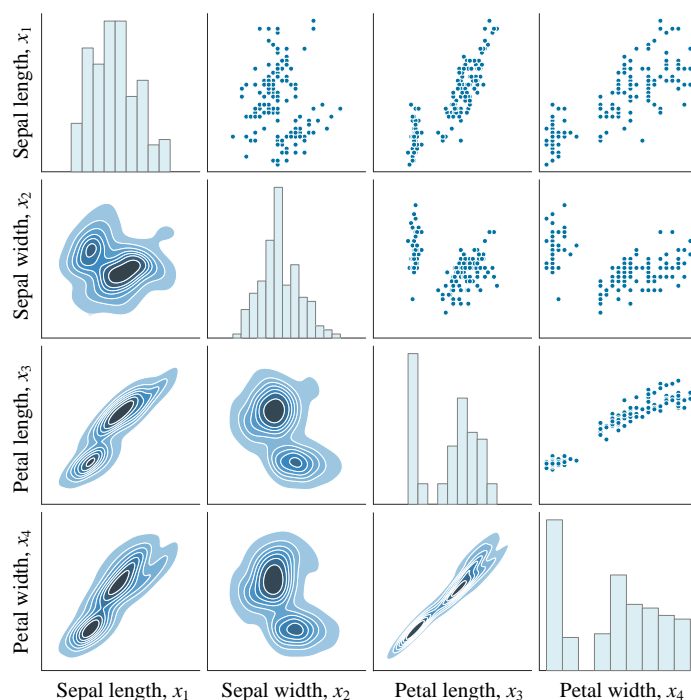 Sepal length, x1
Sepal width, x2
Petal length, x3
Petal width, x4
Sepal length, x1
Sepal width, x2
Petal length, x3
Petal width, x4